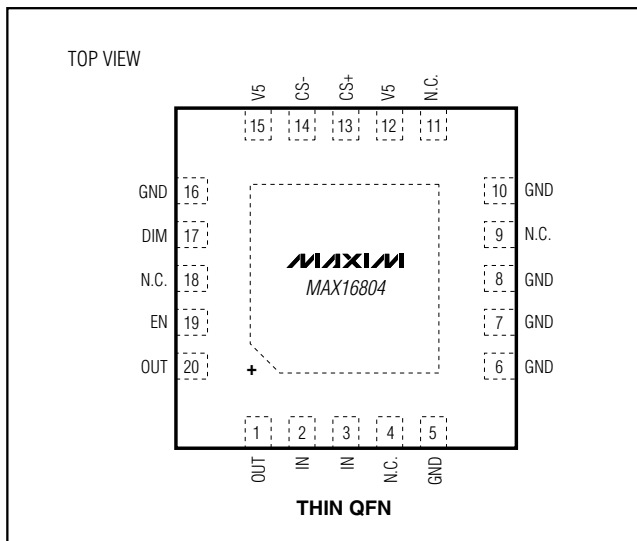 TOP VIEW
V5 CS- CS+ V5 N.C.
15 14 13 12 11
GND 16 10 GND
DIM 17 9 N.C.
MAXIM
N.C. 18 8 GND
MAX16804
EN 19 7 GND
OUT 20 6 GND
+
1 2 3 4 5
OUT IN IN N.C. GND
THIN QFN